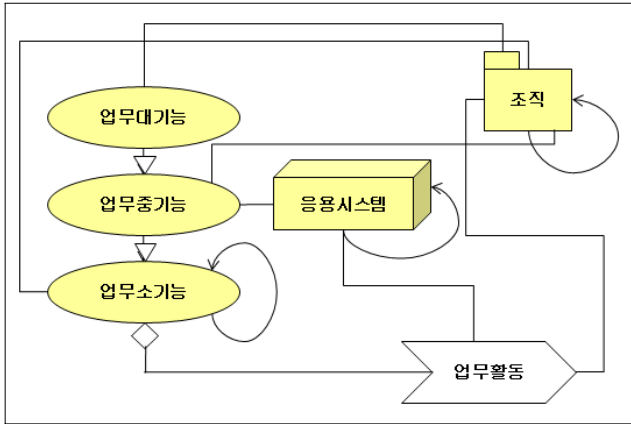 조직
업무대기능
업무중기능
응용시스템
업무소기능
업무활동